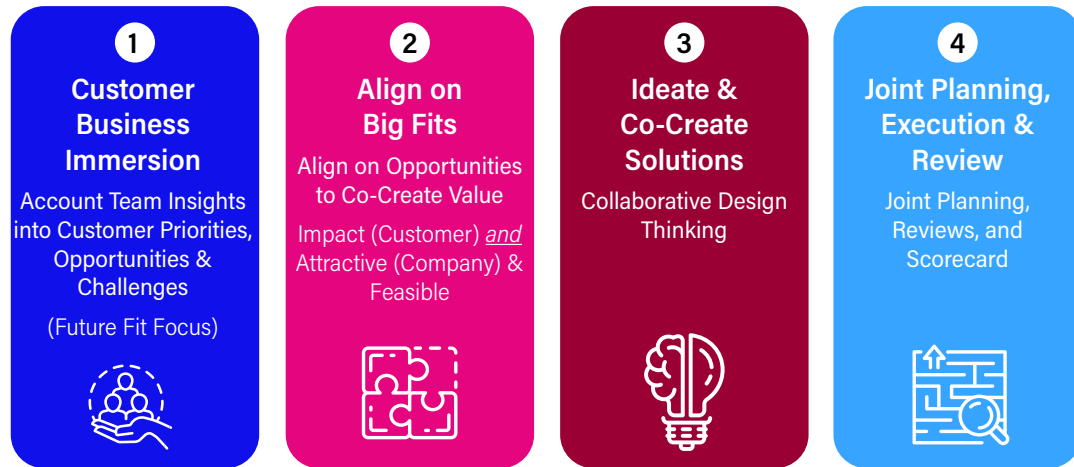 1
Customer
Business
Immersion
Account Team Insights
into Customer Priorities,
Opportunities &
Challenges
(Future Fit Focus)
2
Align on
Big Fits
Align on Opportunities
to Co-Create Value
Impact (Customer) and
Attractive (Company) &
Feasible
3
Ideate &
Co-Create
Solutions
Collaborative Design
Thinking
4
Joint Planning,
Execution &
Review
Joint Planning,
Reviews, and
Scorecard